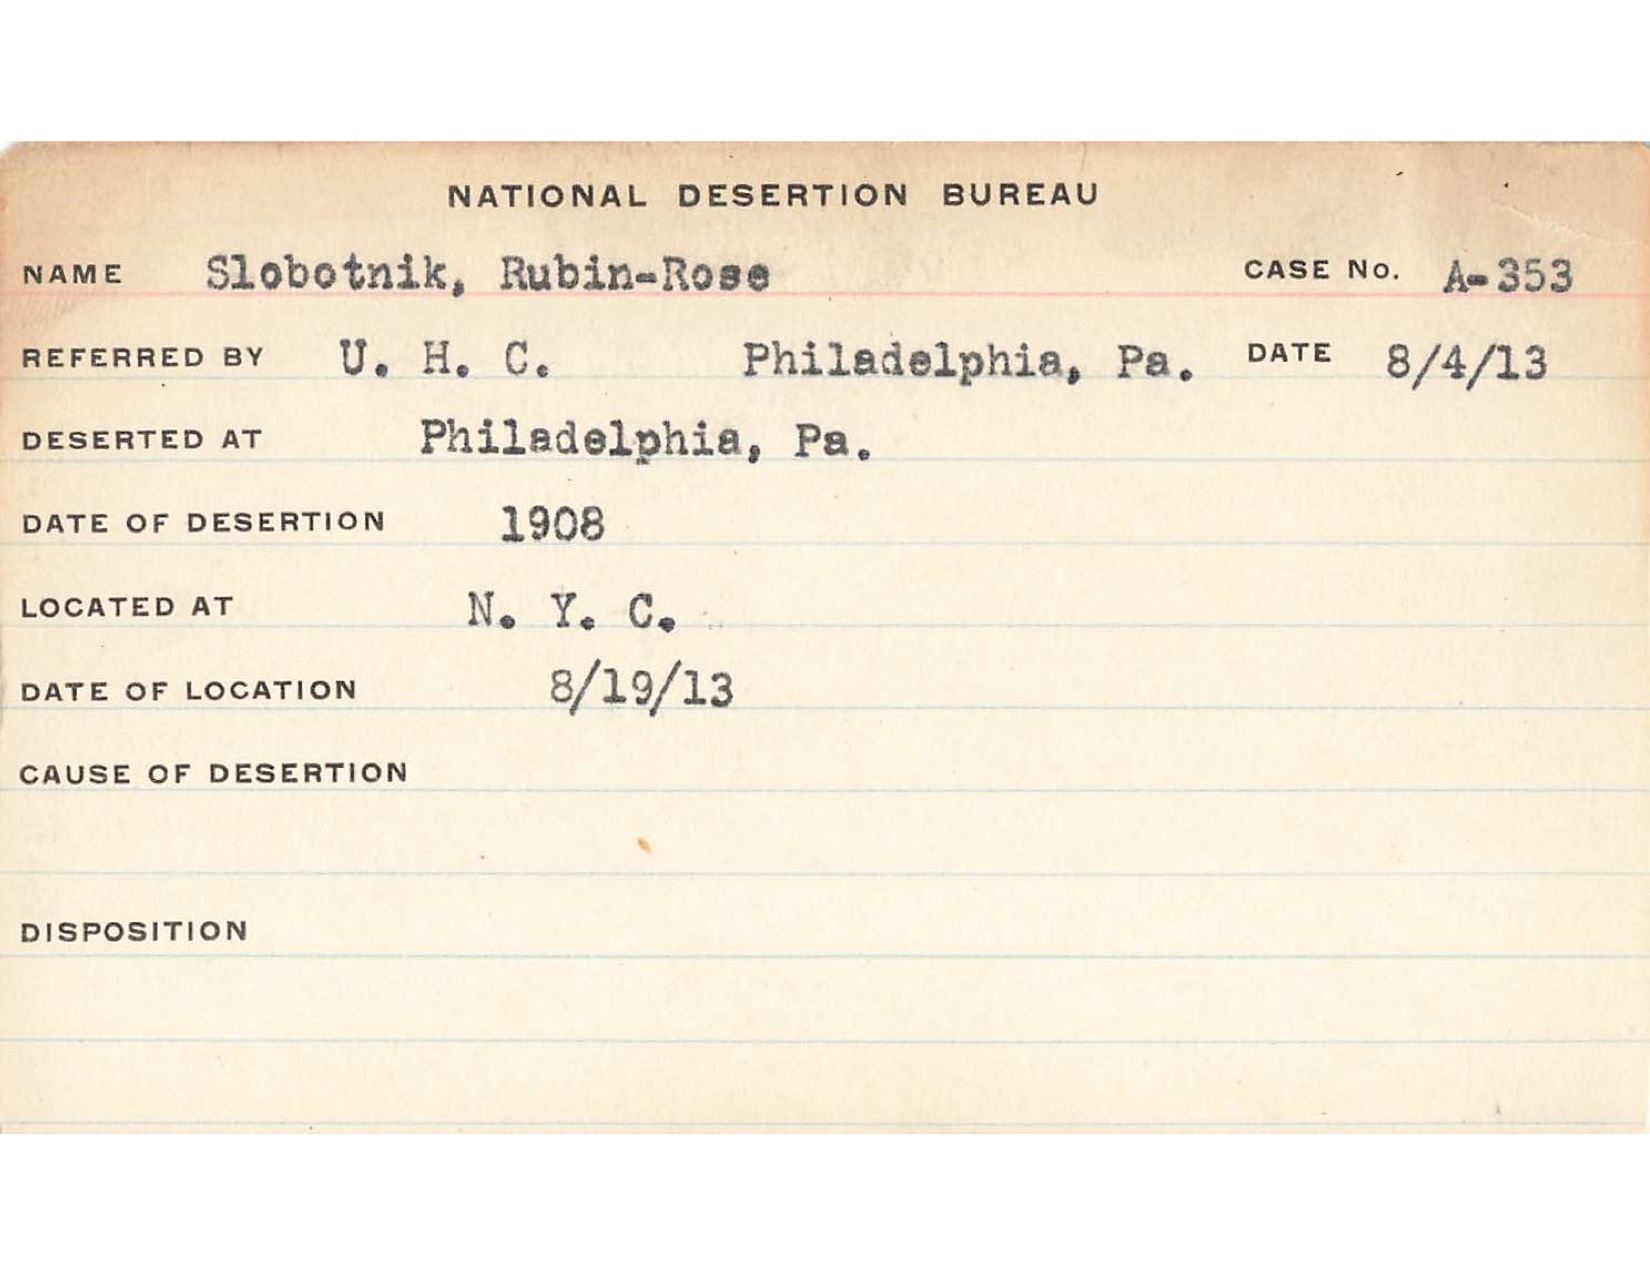 NATIONAL DESERTION BUREAU
NAME Slobotnik, Rubin-Rose CASE No. A-353
REFERRED BY U. H. C. Philadelphia, Pa. DATE 8/4/13
DESERTED AT Philadelphia, Pa.
DATE OF DESERTION 1908
LOCATED AT N. Y. C.
DATE OF LOCATION 8/19/13
CAUSE OF DESERTION
DISPOSITION